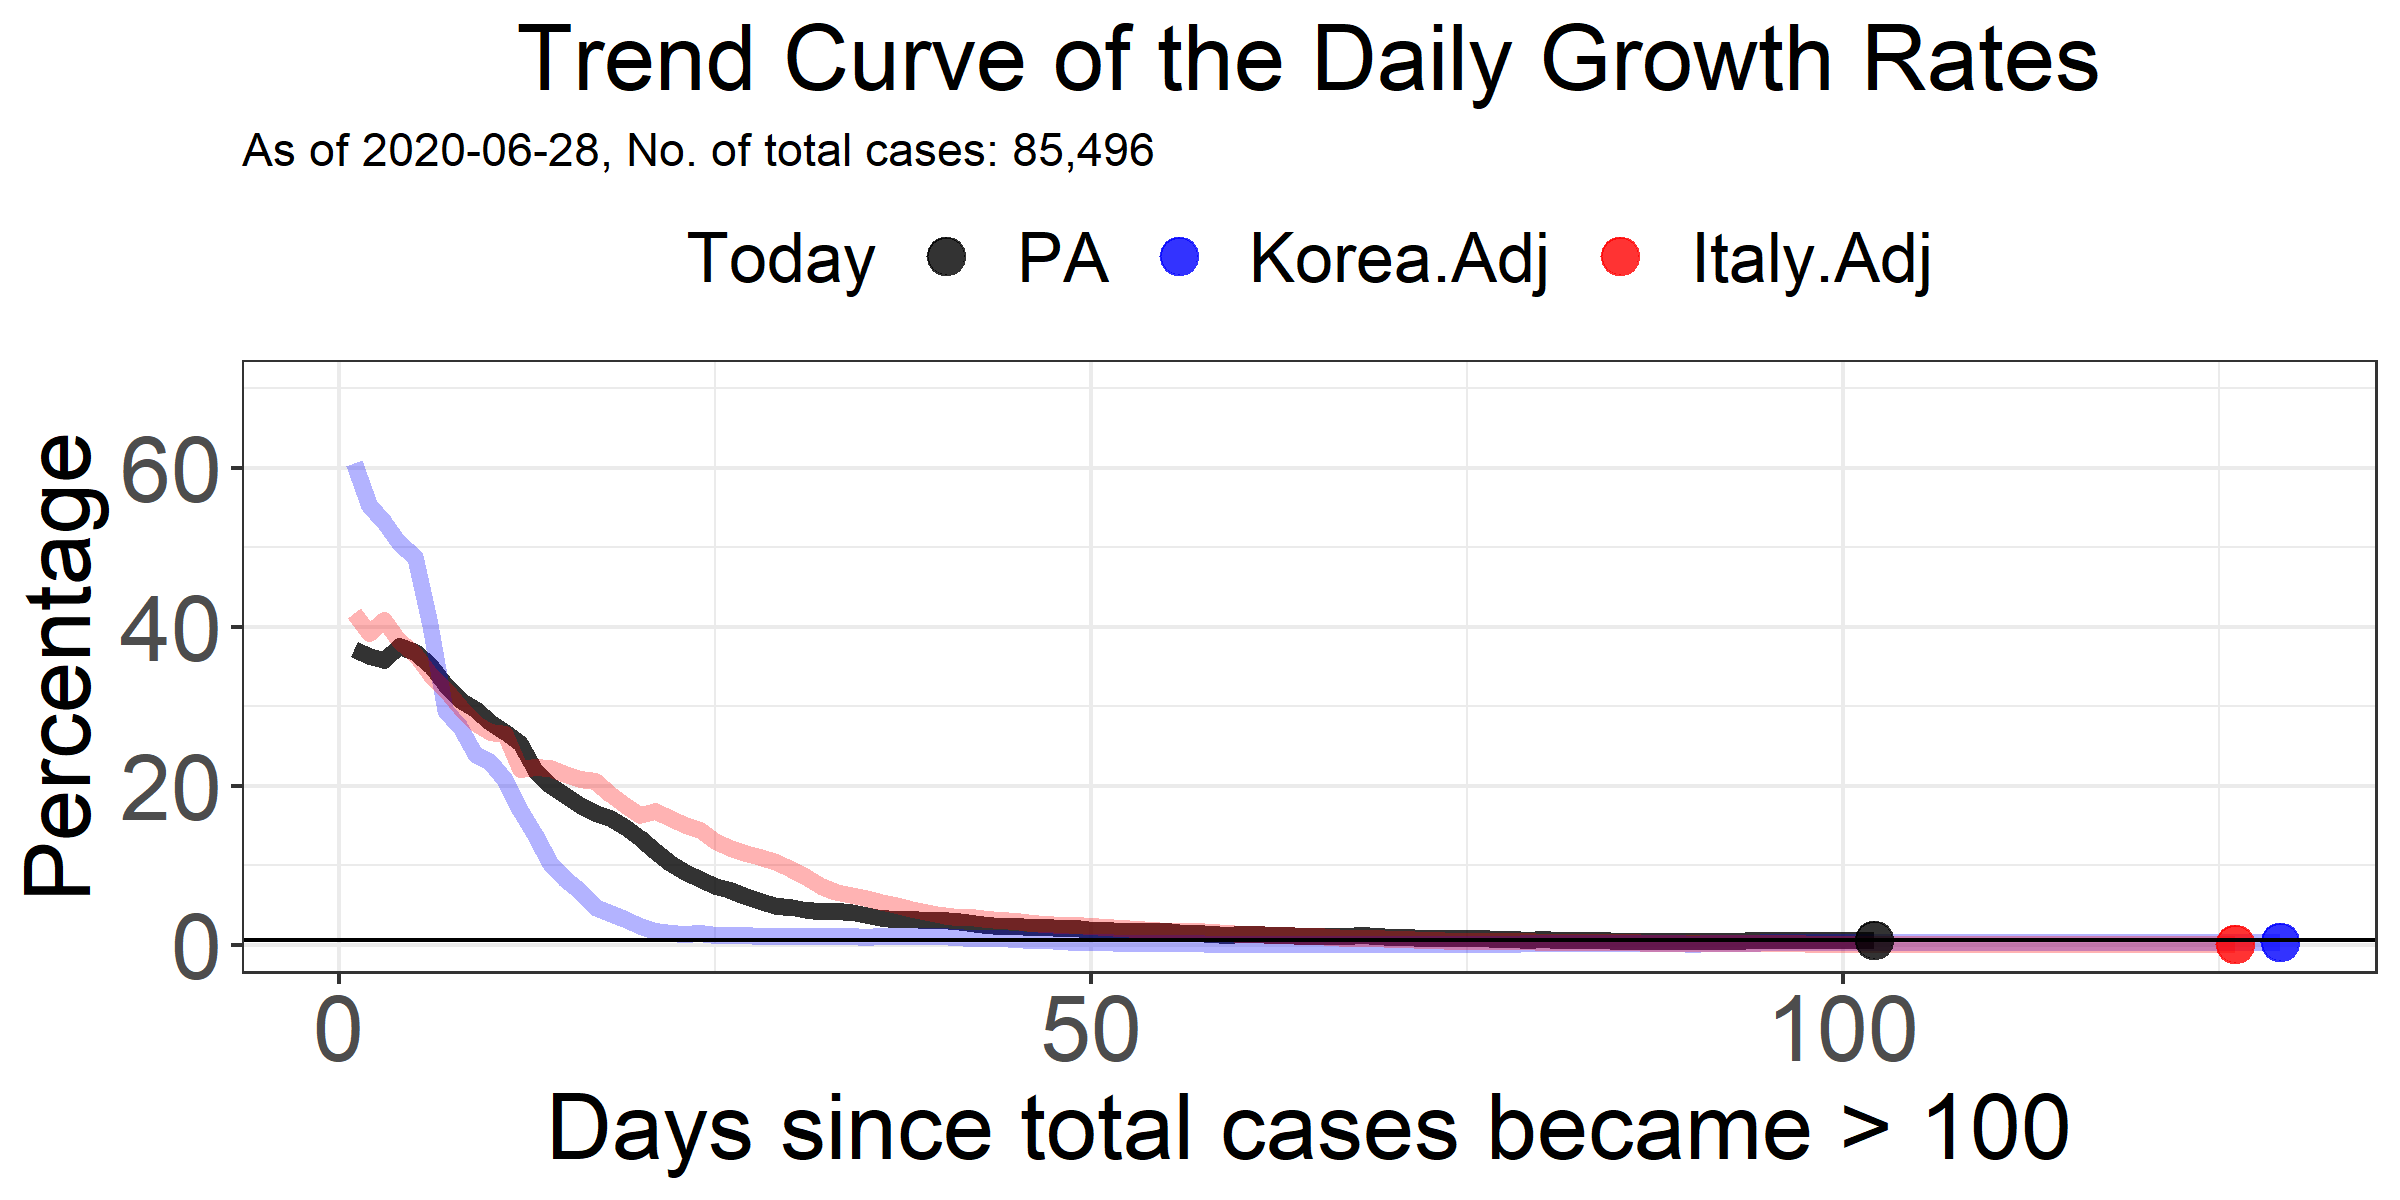 Trend Curve of the Daily Growth Rates
As of 2020-06-28, No. of total cases: 85,496
Today PA Korea.Adj Italy.Adj
Percentage
60
40
20
0
0 50 100
Days since total cases became > 100